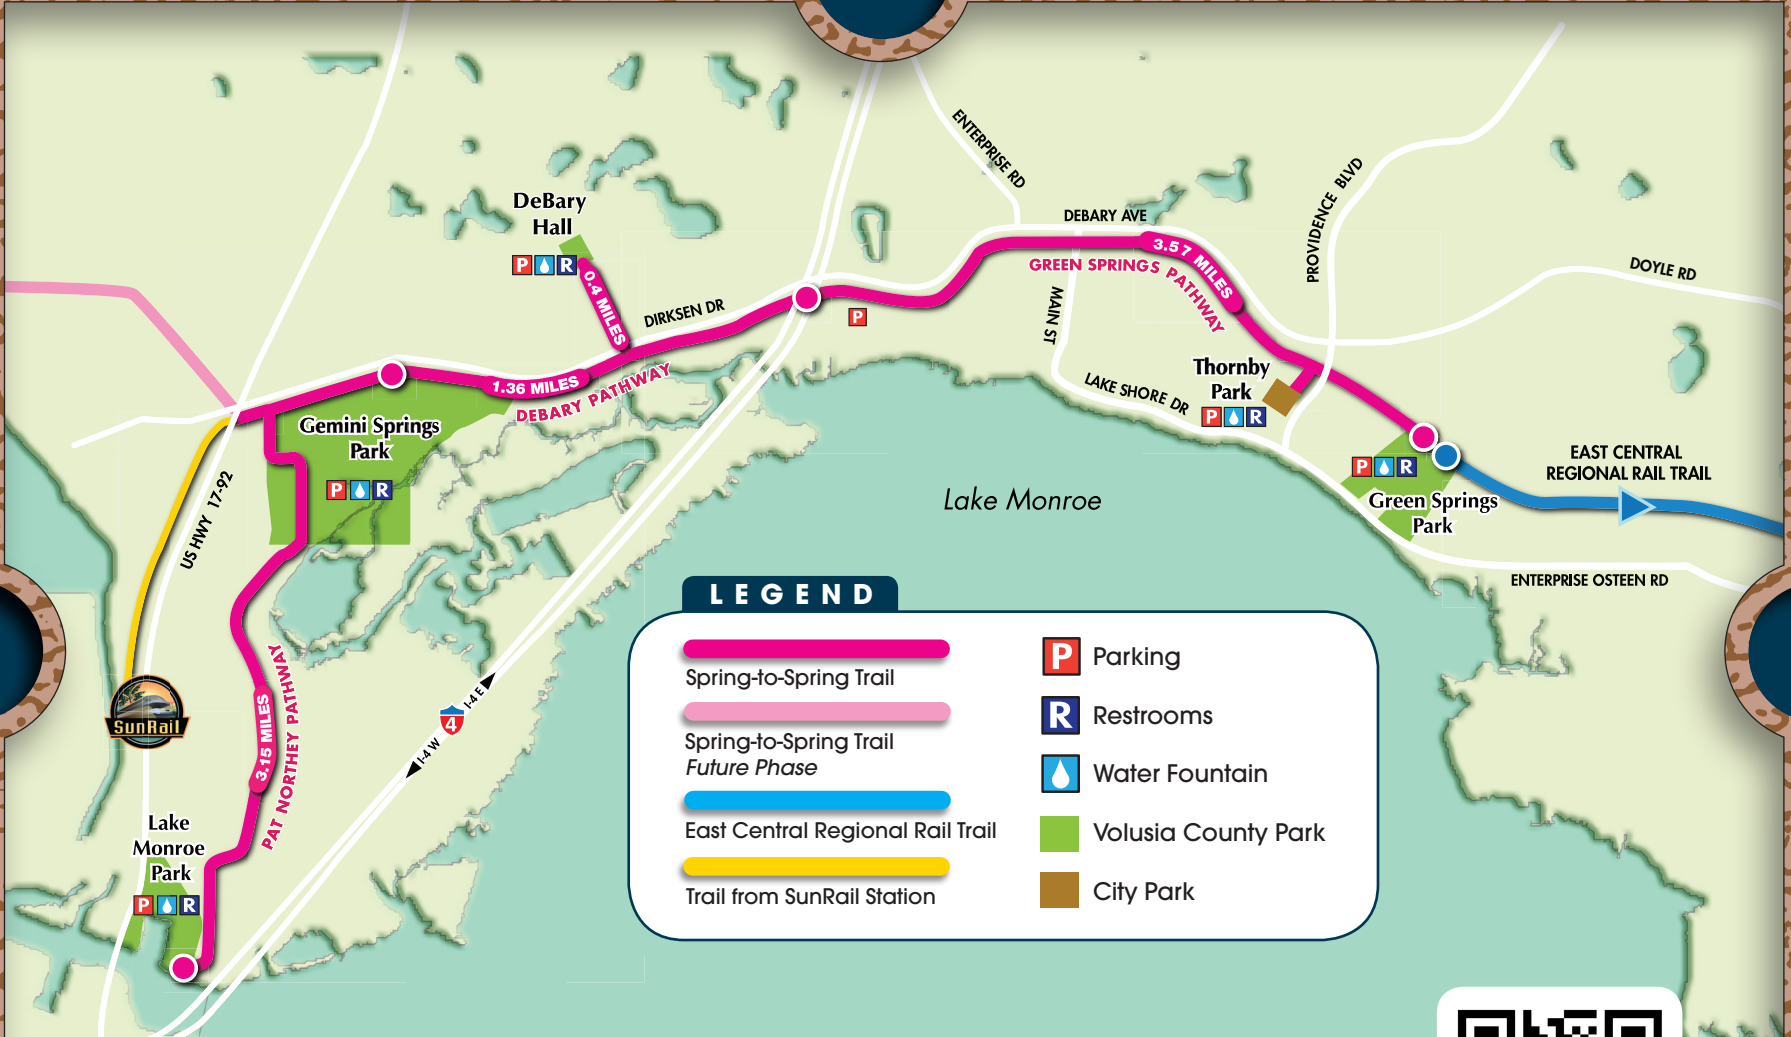 ENTERPRISE RD
PROVIDENCE BLVD
DeBary
Hall
P R
0.4 MILES
DIRKSEN DR
DEBARY AVE
3.57 MILES
GREEN SPRINGS PATHWAY
DOYLE RD
P
MAIN ST
1.36 MILES
DEBARY PATHWAY
Thornby
Park
P R
LAKE SHORE DR
Gemini Springs
Park
P R
US HWY 17-92
Lake Monroe
P R
Green Springs
Park
EAST CENTRAL
REGIONAL RAIL TRAIL
ENTERPRISE OSTEEN RD
SunRail
3.15 MILES
PAT NORTHEY PATHWAY
I-4 E
4
I-4 W
Lake
Monroe
Park
P R
LEGEND
Spring-to-Spring Trail
Spring-to-Spring Trail
Future Phase
East Central Regional Rail Trail
Trail from SunRail Station
P Parking
R Restrooms
Water Fountain
Volusia County Park
City Park